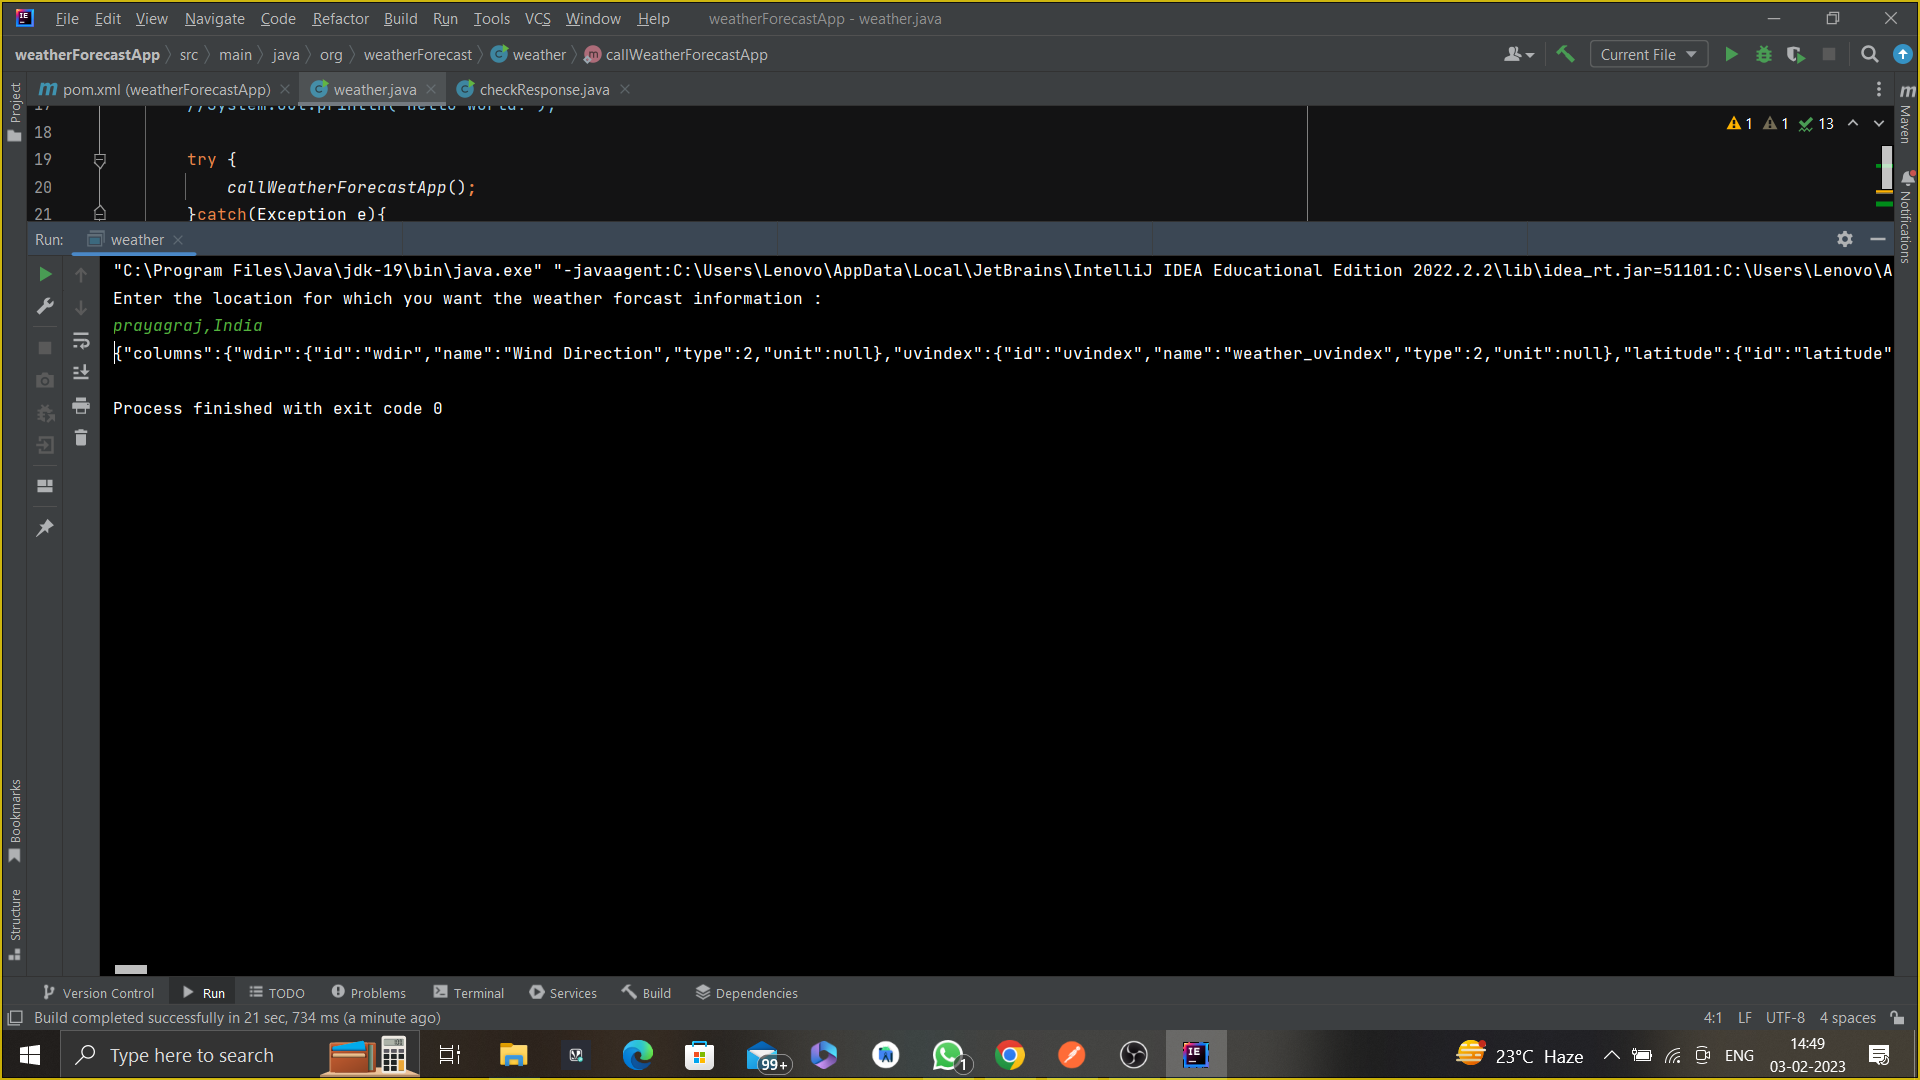 File Edit View Navigate Code Refactor Build Run Tools VCS Window Help weatherForecastApp - weather.java
weatherForecastApp src main java org weatherForecast weather callWeatherForecastApp Current File
pom.xml (weatherForecastApp) weather.java checkResponse.java
18
1 1 13
19 try {
20 callWeatherForecastApp();
21 }catch(Exception e){
Run: weather
"C:\Program Files\Java\jdk-19\bin\java.exe" "-javaagent:C:\Users\Lenovo\AppData\Local\JetBrains\IntelliJ IDEA Educational Edition 2022.2.2\lib\idea_rt.jar=51101:C:\Users\Lenovo\A
Enter the location for which you want the weather forcast information :
prayagraj,India
{"columns":{"wdir":{"id":"wdir","name":"Wind Direction","type":2,"unit":null},"uvindex":{"id":"uvindex","name":"weather_uvindex","type":2,"unit":null},"latitude":{"id":"latitude"
Process finished with exit code 0
Project
Bookmarks
Structure
Maven
Notifications
Version Control Run TODO Problems Terminal Services Build Dependencies
Build completed successfully in 21 sec, 734 ms (a minute ago) 4:1 LF UTF-8 4 spaces
Type here to search 99+ 1 23°C Haze ENG 14:49
03-02-2023